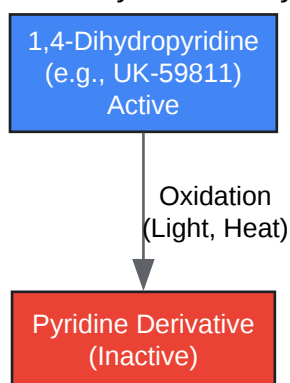 1,4-Dihydropyridine
(e.g., UK-59811)
Active
Oxidation
(Light, Heat)
Pyridine Derivative
(Inactive)